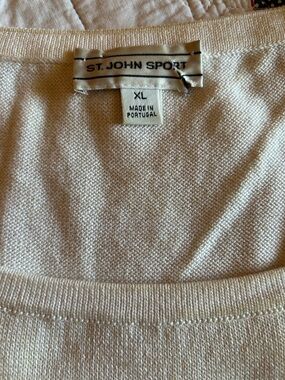 ST. JOHN SPORT
XL
MADE IN
PORTUGAL